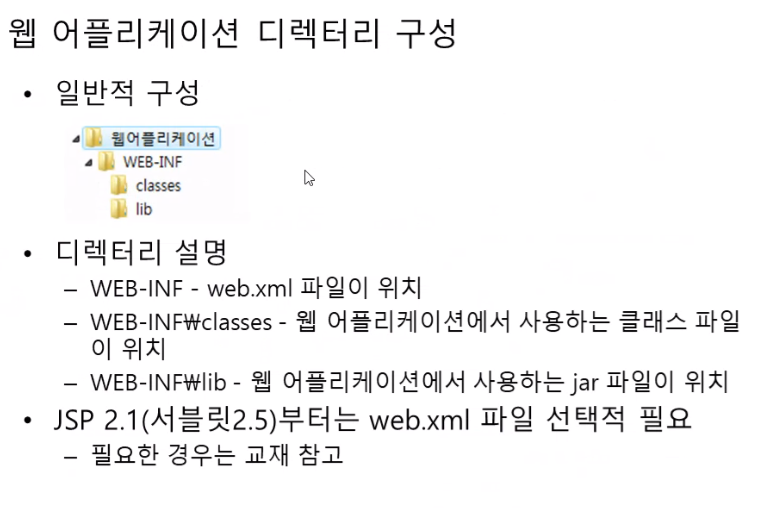 웹 어플리케이션 디렉터리 구성
• 일반적 구성
웹어플리케이션
WEB-INF
classes
lib
• 디렉터리 설명
– WEB-INF - web.xml 파일이 위치
– WEB-INF₩classes - 웹 어플리케이션에서 사용하는 클래스 파일
이 위치
– WEB-INF₩lib - 웹 어플리케이션에서 사용하는 jar 파일이 위치
• JSP 2.1(서블릿2.5)부터는 web.xml 파일 선택적 필요
– 필요한 경우는 교재 참고